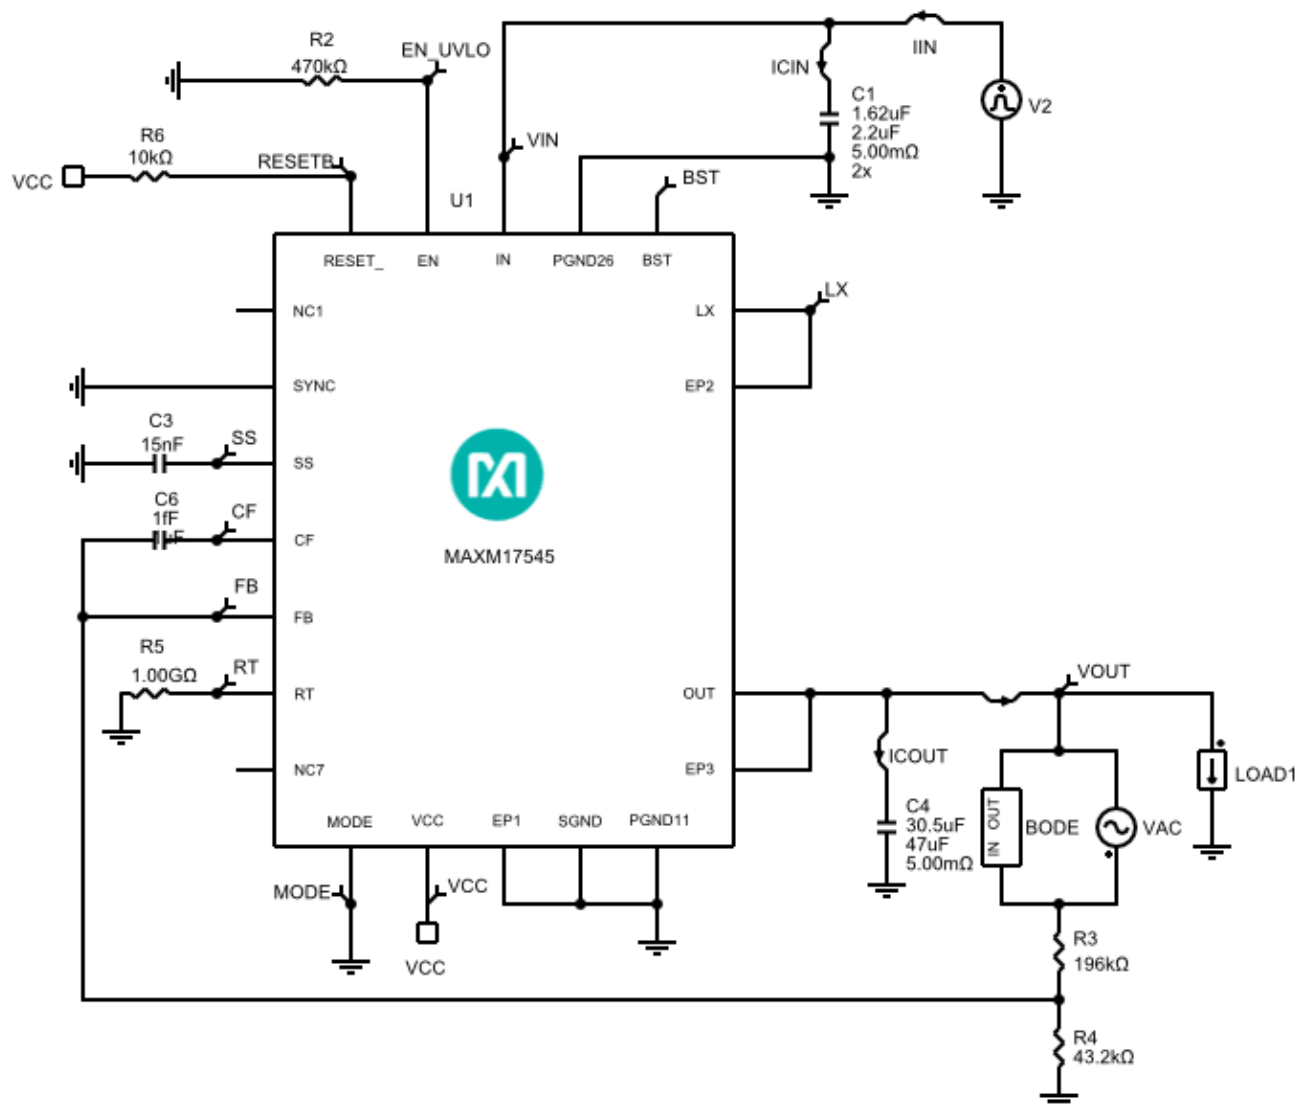 R2
470kΩ
EN_UVLO
IIN
ICIN
C1
1.62uF
2.2uF
5.00mΩ
2x
V2
R6
10kΩ
VCC
RESETB
VIN
BST
U1
RESET_
EN
IN
PGND26
BST
NC1
LX
LX
SYNC
EP2
C3
15nF
SS
SS
C6
1fF
CF
CF
MAXM17545
FB
FB
R5
1.00GΩ
RT
RT
OUT
VOUT
NC7
EP3
ICOUT
LOAD1
C4
30.5uF
47uF
5.00mΩ
IN OUT
BODE
VAC
MODE
VCC
EP1
SGND
PGND11
MODE
VCC
VCC
R3
196kΩ
R4
43.2kΩ